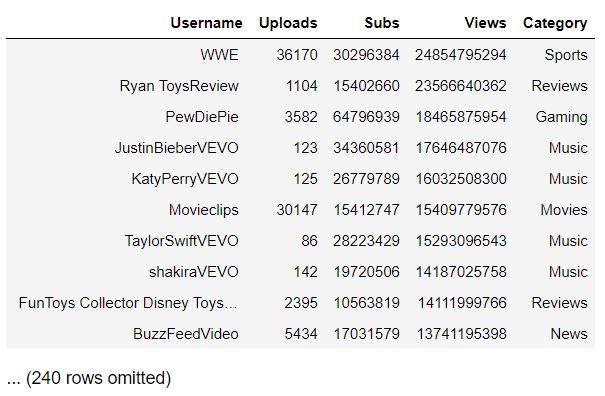 Username Uploads Subs Views Category
WWE 36170 30296384 24854795294 Sports
Ryan ToysReview 1104 15402660 23566640362 Reviews
PewDiePie 3582 64796939 18465875954 Gaming
JustinBieberVEVO 123 34360581 17646487076 Music
KatyPerryVEVO 125 26779789 16032508300 Music
Movieclips 30147 15412747 15409779576 Movies
TaylorSwiftVEVO 86 28223429 15293096543 Music
shakiraVEVO 142 19720506 14187025758 Music
FunToys Collector Disney Toys... 2395 10563819 14111999766 Reviews
BuzzFeedVideo 5434 17031579 13741195398 News
... (240 rows omitted)